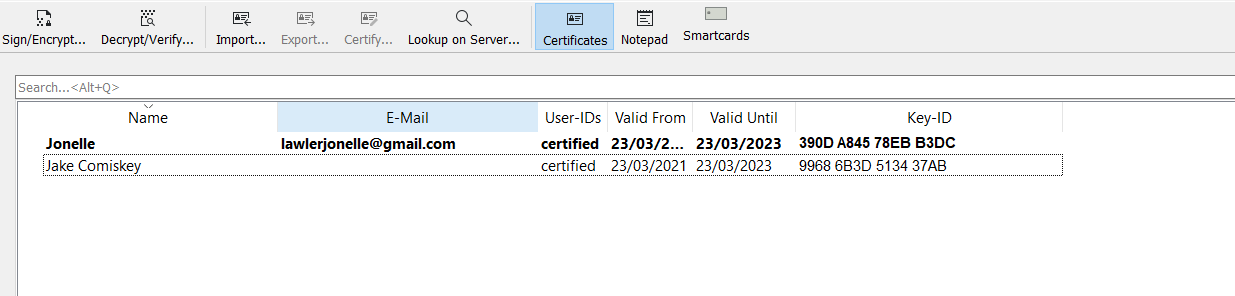 Sign/Encrypt... Decrypt/Verify... Import... Export... Certify... Lookup on Server... Certificates Notepad Smartcards
Search...<Alt+Q>
Name E-Mail User-IDs Valid From Valid Until Key-ID
Jonelle lawlerjonelle@gmail.com certified 23/03/2... 23/03/2023 390D A845 78EB B3DC
Jake Comiskey certified 23/03/2021 23/03/2023 9968 6B3D 5134 37AB